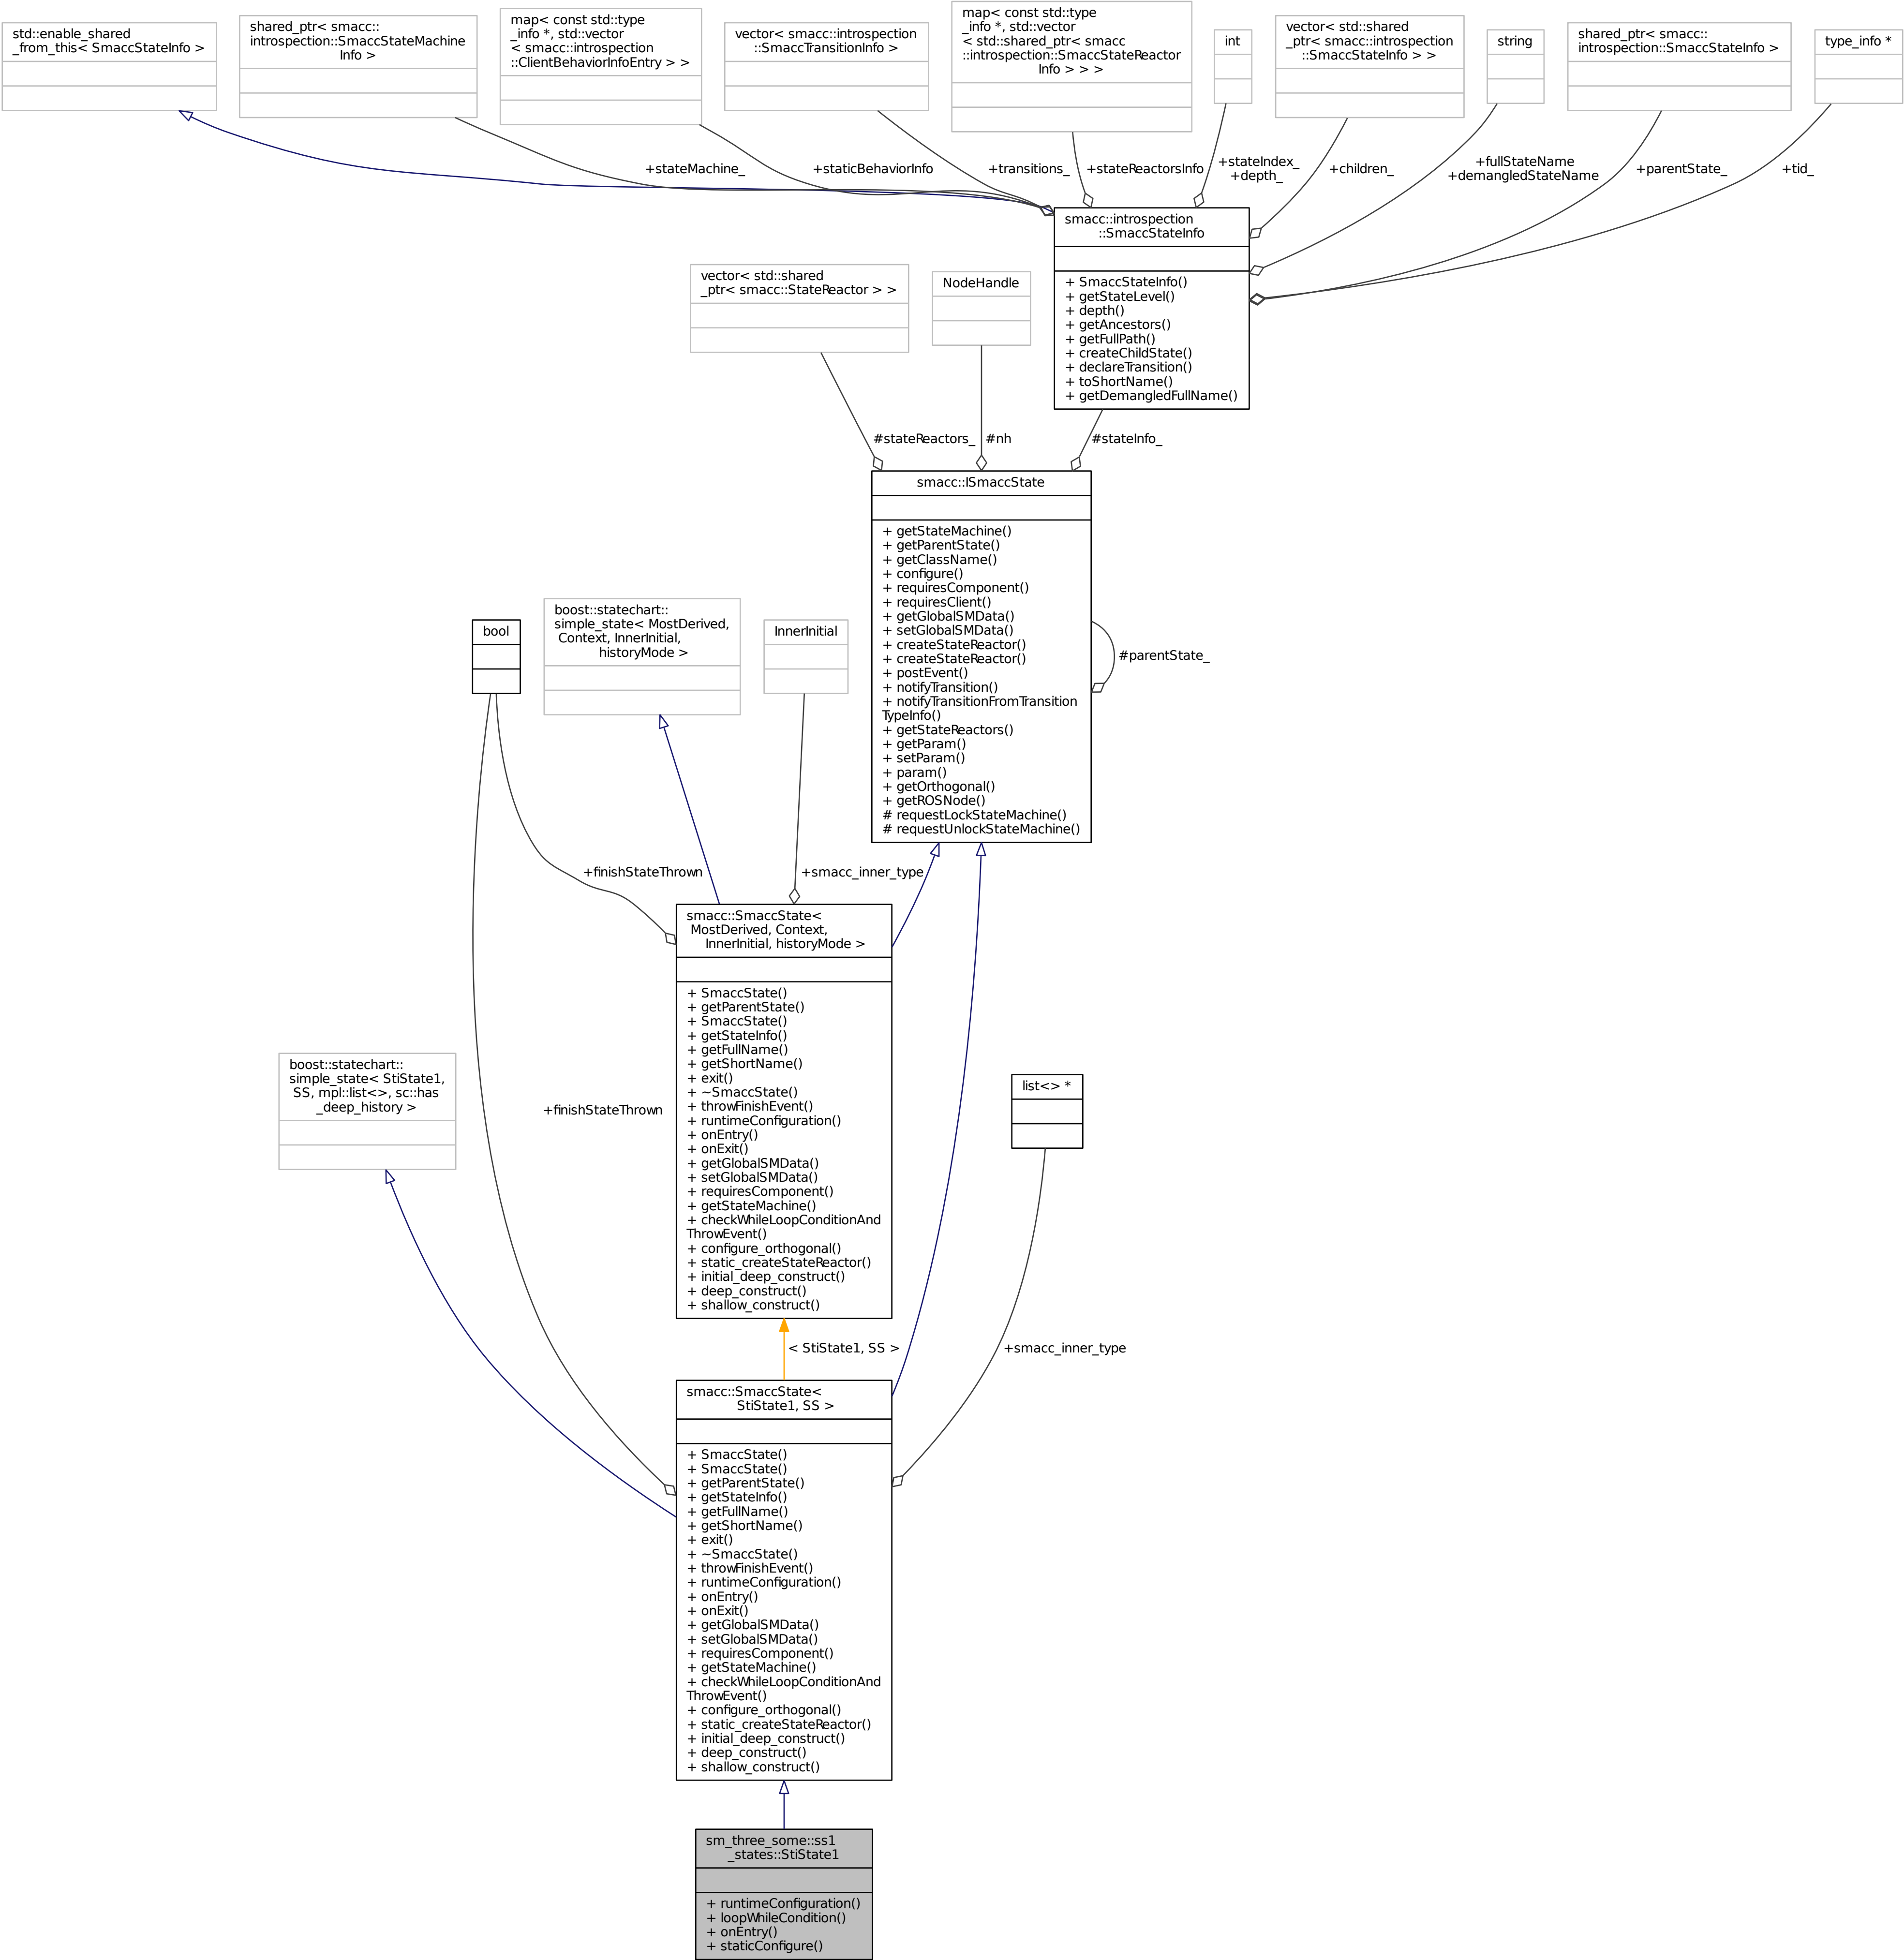 std::enable_shared
_from_this< SmaccStateInfo >
shared_ptr< smacc::
introspection::SmaccStateMachine
Info >
map< const std::type
_info *, std::vector
< smacc::introspection
::ClientBehaviorInfoEntry > >
vector< smacc::introspection
::SmaccTransitionInfo >
map< const std::type
_info *, std::vector
< std::shared_ptr< smacc
::introspection::SmaccStateReactor
Info > > >
int
vector< std::shared
_ptr< smacc::introspection
::SmaccStateInfo > >
string
shared_ptr< smacc::
introspection::SmaccStateInfo >
type_info *
+stateMachine_
+staticBehaviorInfo
+transitions_
+stateReactorsInfo
+stateIndex_
+depth_
+children_
+fullStateName
+demangledStateName
+parentState_
+tid_
smacc::introspection
::SmaccStateInfo
+ SmaccStateInfo()
+ getStateLevel()
+ depth()
+ getAncestors()
+ getFullPath()
+ createChildState()
+ declareTransition()
+ toShortName()
+ getDemangledFullName()
vector< std::shared
_ptr< smacc::StateReactor > >
NodeHandle
#stateReactors_
#nh
#stateInfo_
smacc::ISmaccState
+ getStateMachine()
+ getParentState()
+ getClassName()
+ configure()
+ requiresComponent()
+ requiresClient()
+ getGlobalSMData()
+ setGlobalSMData()
+ createStateReactor()
+ createStateReactor()
+ postEvent()
+ notifyTransition()
+ notifyTransitionFromTransition
TypeInfo()
+ getStateReactors()
+ getParam()
+ setParam()
+ param()
+ getOrthogonal()
+ getROSNode()
# requestLockStateMachine()
# requestUnlockStateMachine()
#parentState_
bool
boost::statechart::
simple_state< MostDerived,
Context, InnerInitial,
historyMode >
InnerInitial
+finishStateThrown
+smacc_inner_type
smacc::SmaccState<
MostDerived, Context,
InnerInitial, historyMode >
+ SmaccState()
+ getParentState()
+ SmaccState()
+ getStateInfo()
+ getFullName()
+ getShortName()
+ exit()
+ ~SmaccState()
+ throwFinishEvent()
+ runtimeConfiguration()
+ onEntry()
+ onExit()
+ getGlobalSMData()
+ setGlobalSMData()
+ requiresComponent()
+ getStateMachine()
+ checkWhileLoopConditionAnd
ThrowEvent()
+ configure_orthogonal()
+ static_createStateReactor()
+ initial_deep_construct()
+ deep_construct()
+ shallow_construct()
boost::statechart::
simple_state< StiState1,
SS, mpl::list<>, sc::has
_deep_history >
+finishStateThrown
list<> *
< StiState1, SS >
+smacc_inner_type
smacc::SmaccState<
StiState1, SS >
+ SmaccState()
+ SmaccState()
+ getParentState()
+ getStateInfo()
+ getFullName()
+ getShortName()
+ exit()
+ ~SmaccState()
+ throwFinishEvent()
+ runtimeConfiguration()
+ onEntry()
+ onExit()
+ getGlobalSMData()
+ setGlobalSMData()
+ requiresComponent()
+ getStateMachine()
+ checkWhileLoopConditionAnd
ThrowEvent()
+ configure_orthogonal()
+ static_createStateReactor()
+ initial_deep_construct()
+ deep_construct()
+ shallow_construct()
sm_three_some::ss1
_states::StiState1
+ runtimeConfiguration()
+ loopWhileCondition()
+ onEntry()
+ staticConfigure()